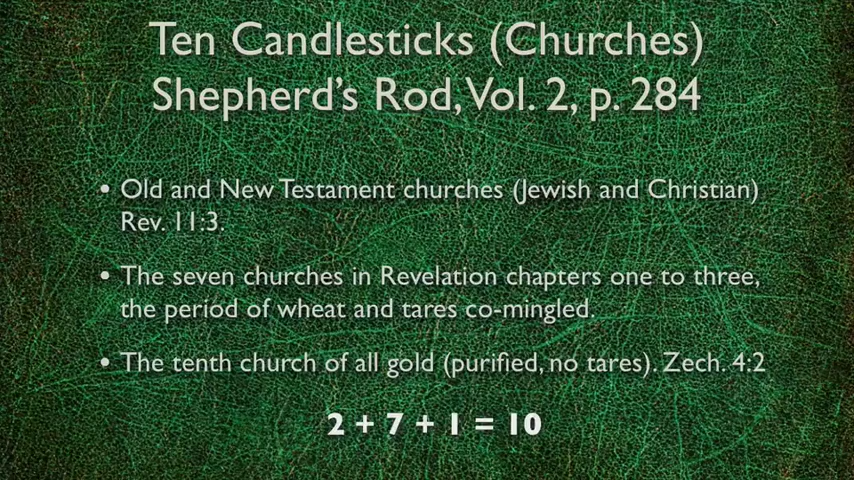 Ten Candlesticks (Churches)
Shepherd's Rod, Vol. 2, p. 284
• Old and New Testament churches (Jewish and Christian)
Rev. 11:3.
• The seven churches in Revelation chapters one to three,
the period of wheat and tares co-mingled.
• The tenth church of all gold (purified, no tares). Zech. 4:2
2 + 7 + 1 = 10